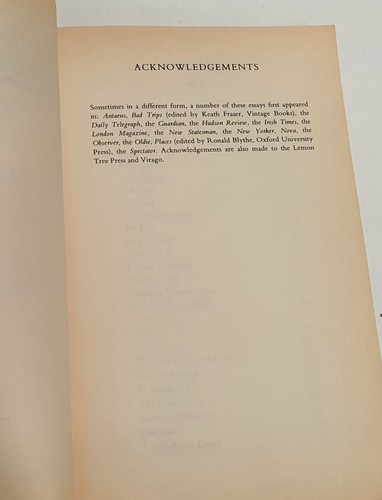 ACKNOWLEDGEMENTS
Sometimes in a different form, a number of these essays first appeared
in: Antaeus, Bad Trips (edited by Keath Fraser, Vintage Books), the
Daily Telegraph, the Guardian, the Hudson Review, the Irish Times, the
London Magazine, the New Statesman, the New Yorker, Nova, the
Observer, the Oldie, Places (edited by Ronald Blythe, Oxford University
Press), the Spectator. Acknowledgements are also made to the Lemon
Tree Press and Virago.